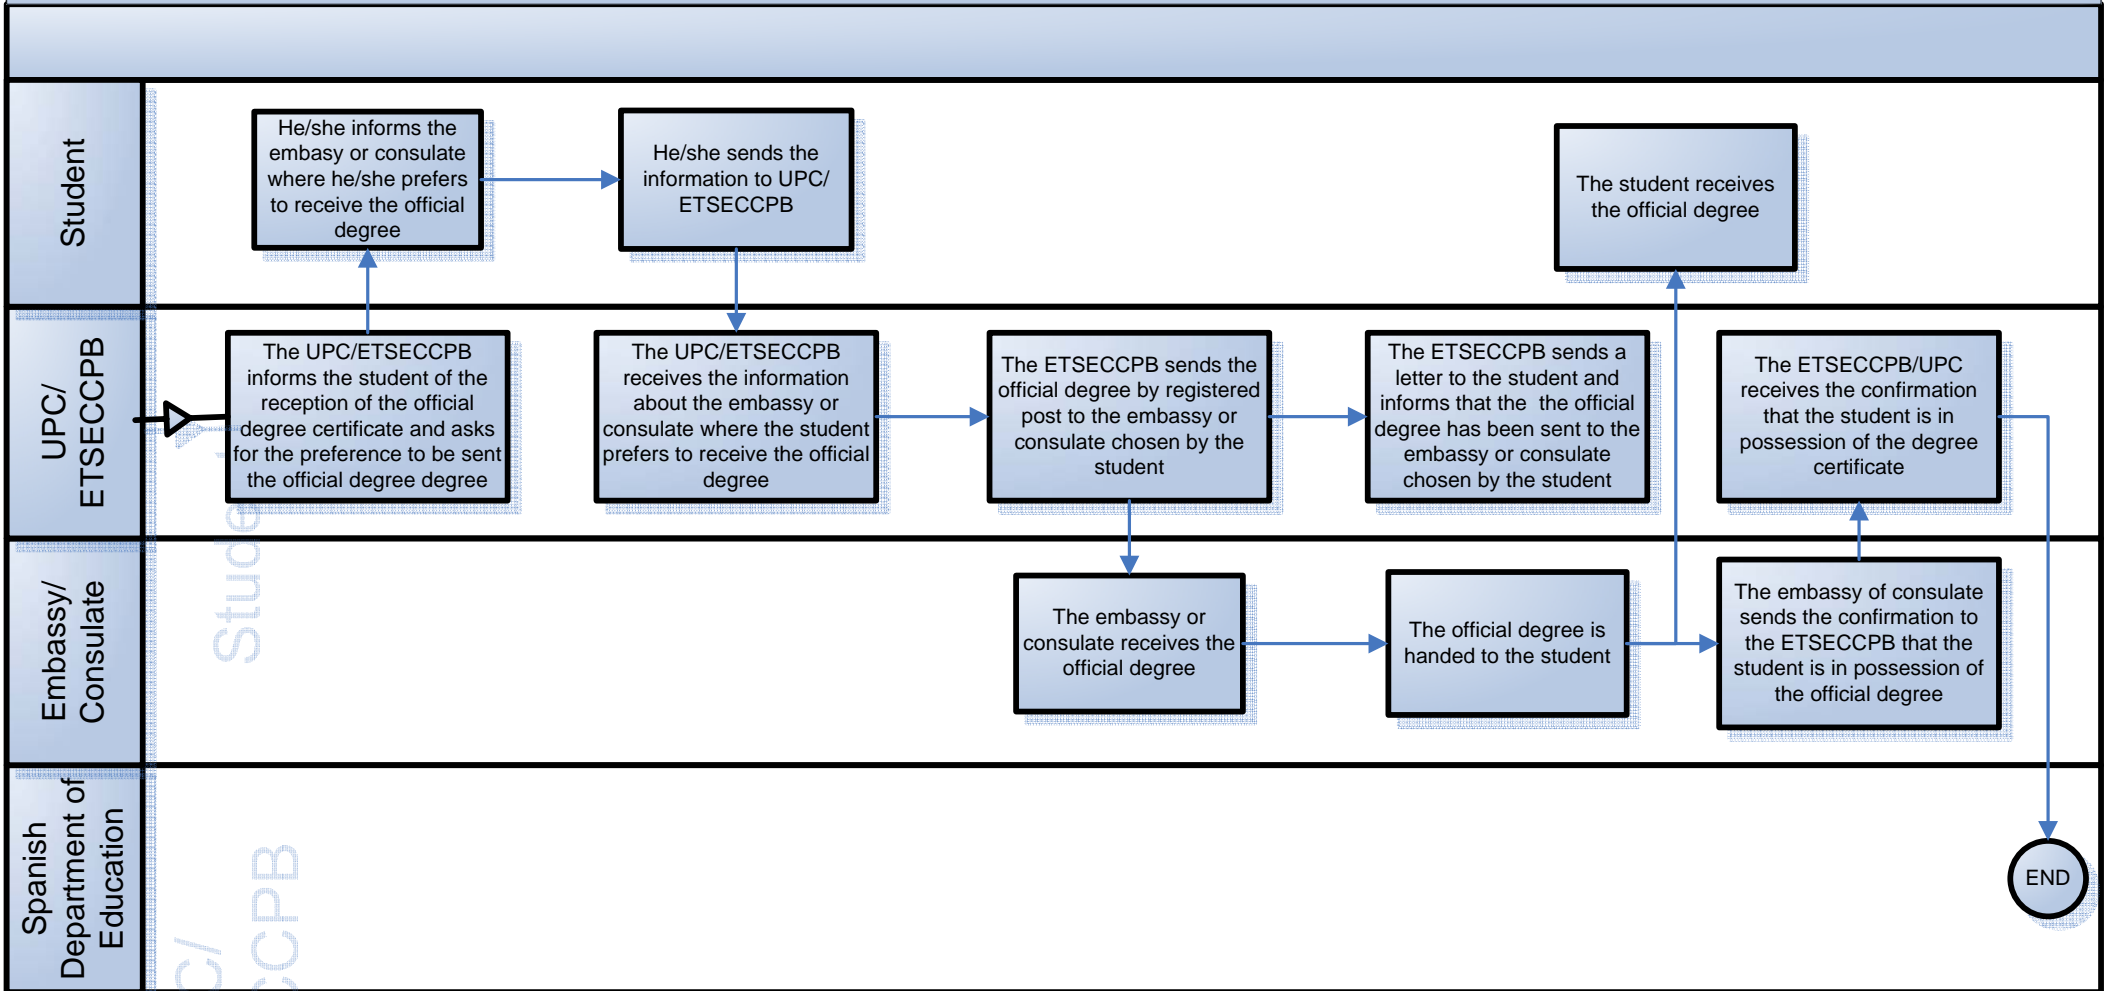 Student
He/she informs the
embasy or consulate
where he/she prefers
to receive the official
degree
He/she sends the
information to UPC/
ETSECCPB
The student receives
the official degree
UPC/
ETSECCPB
The UPC/ETSECCPB
informs the student of the
reception of the official
degree certificate and asks
for the preference to be sent
the official degree degree
The UPC/ETSECCPB
receives the information
about the embassy or
consulate where the student
prefers to receive the official
degree
The ETSECCPB sends the
official degree by registered
post to the embassy or
consulate chosen by the
student
The ETSECCPB sends a
letter to the student and
informs that the  the official
degree has been sent to the
embassy or consulate
chosen by the student
The ETSECCPB/UPC
receives the confirmation
that the student is in
possession of the degree
certificate
Embassy/
Consulate
The embassy or
consulate receives the
official degree
The official degree is
handed to the student
The embassy of consulate
sends the confirmation to
the ETSECCPB that the
student is in possession of
the official degree
Spanish
Department of
Education
END